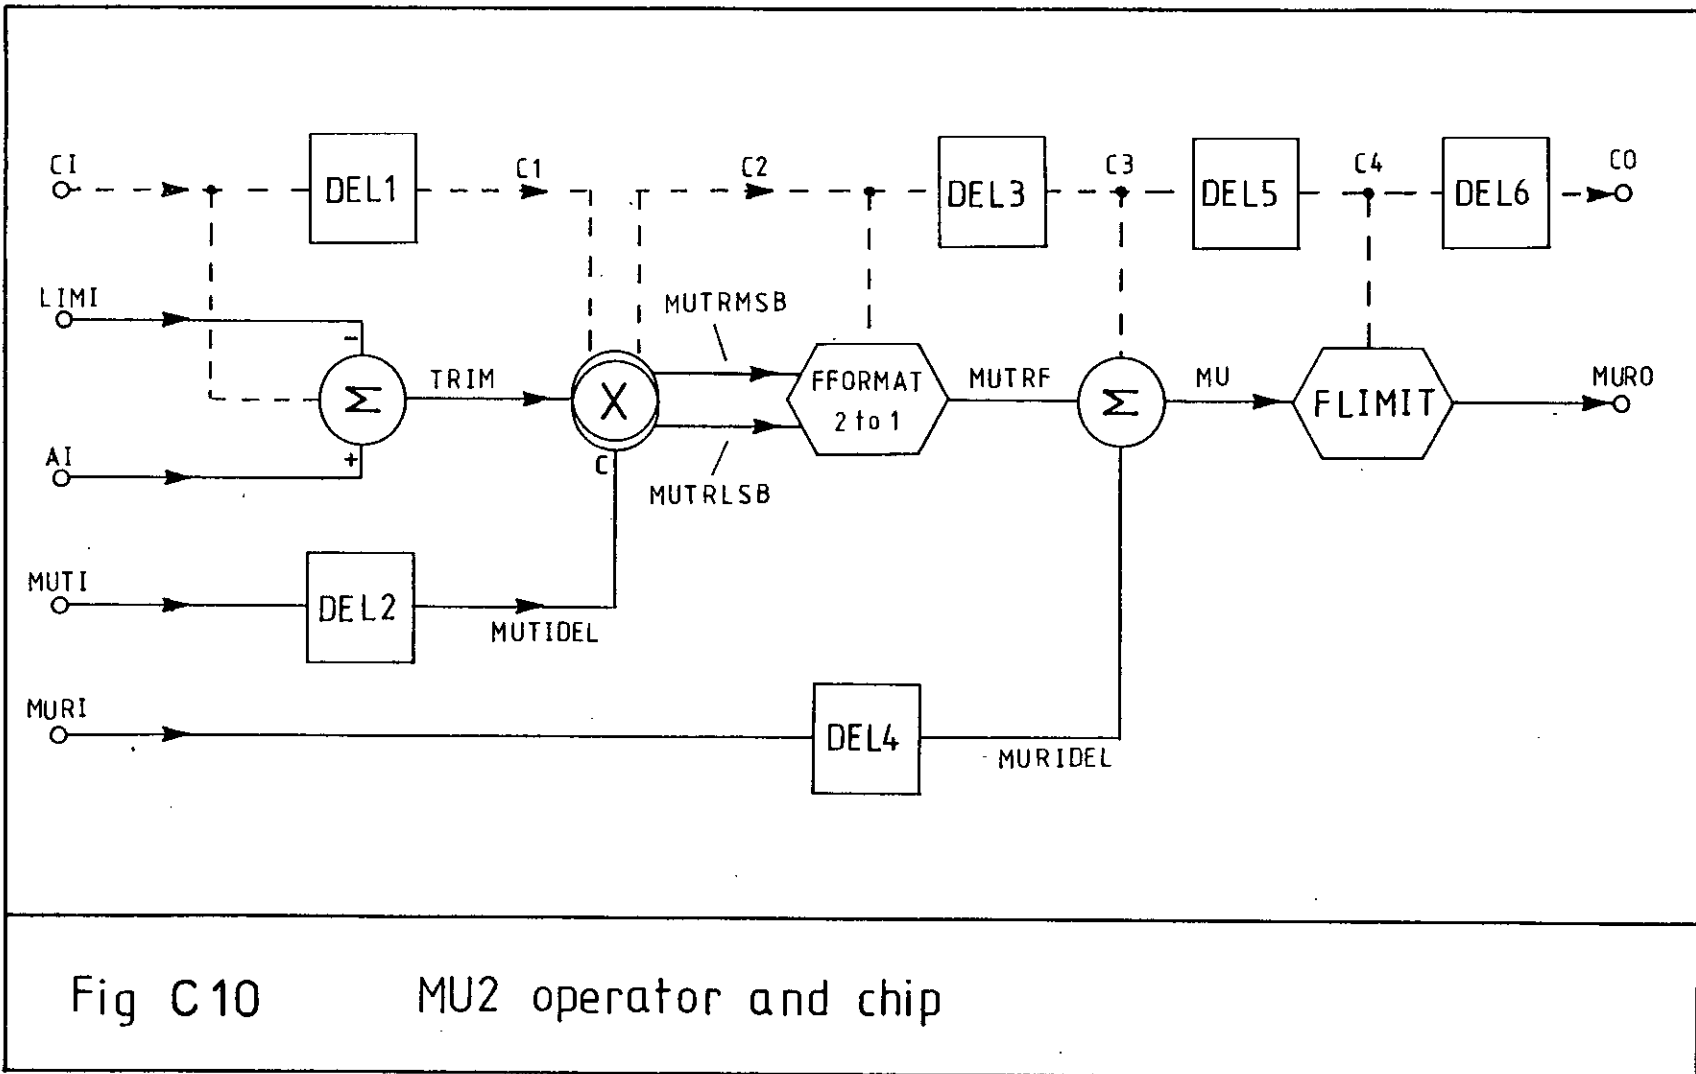 CI
DEL1
C1
C2
DEL3
C3
DEL5
C4
DEL6
CO
LIMI
-
Σ
TRIM
X
C
MUTRMSB
FFORMAT
2 to 1
MUTRF
Σ
MU
FLIMIT
MURO
AI
+
MUTRLSB
MUTI
DEL2
MUTIDEL
MURI
DEL4
MURIDEL
Fig C10 MU2 operator and chip